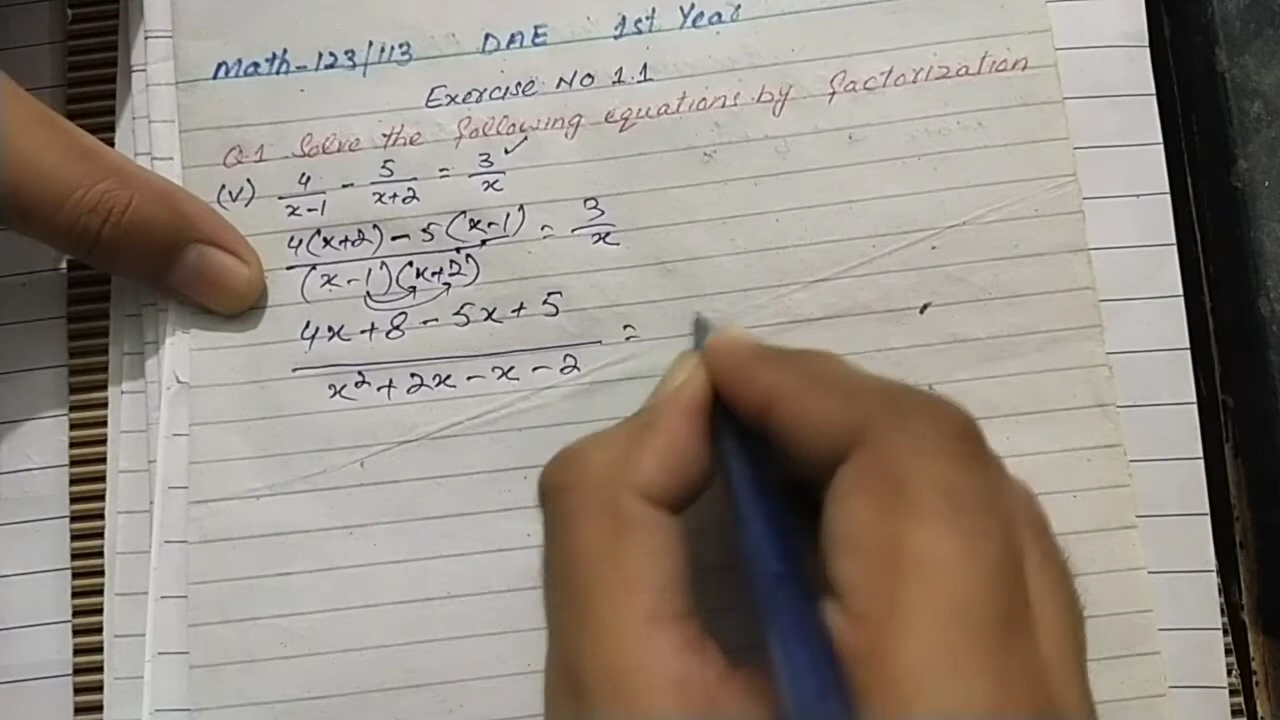 Math-123/113 DAE 1st Year
Exercise NO 1.1
Q.1 Solve the following equations by factorization
(V) 4/(x-1) - 5/(x+2) = 3/x ✓
(4(x+2) - 5(x-1))/((x-1)(x+2)) = 3/x
(4x+8-5x+5)/(x²+2x-x-2) =